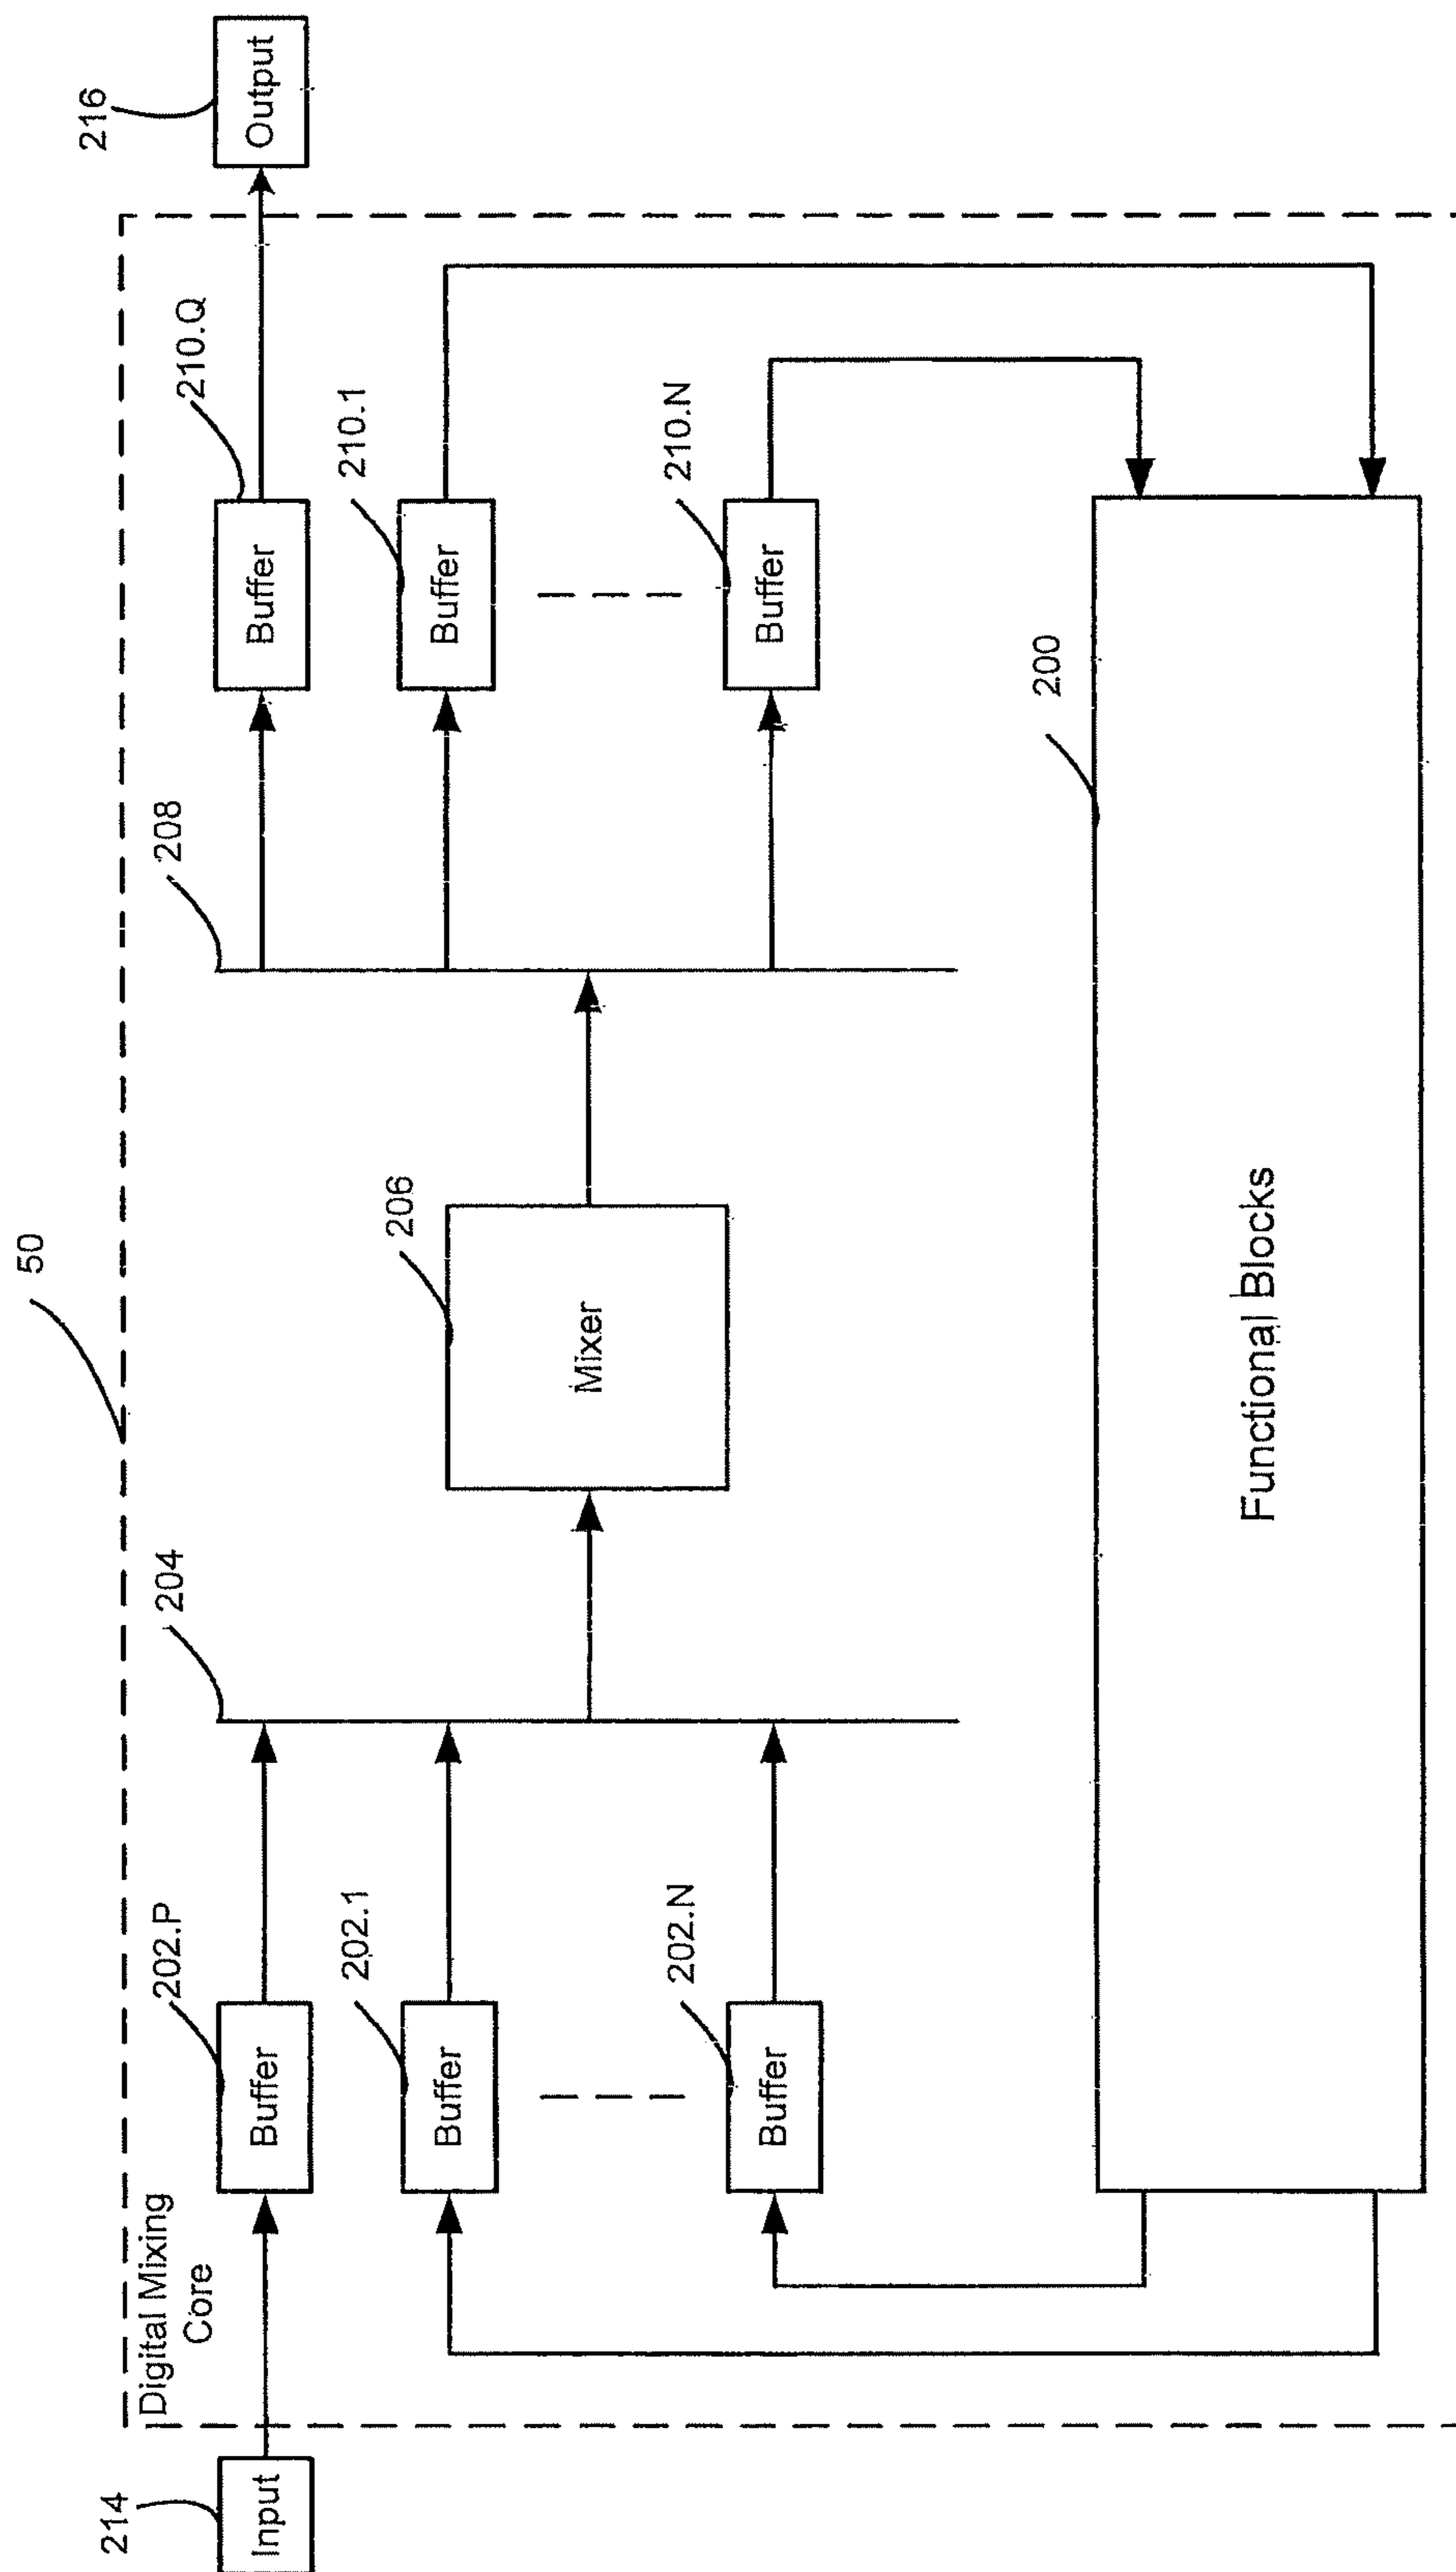 50
214
Input
Digital Mixing
Core
202.P
Buffer
202.1
Buffer
202.N
Buffer
204
206
Mixer
208
210.Q
Buffer
210.1
Buffer
210.N
Buffer
216
Output
200
Functional Blocks